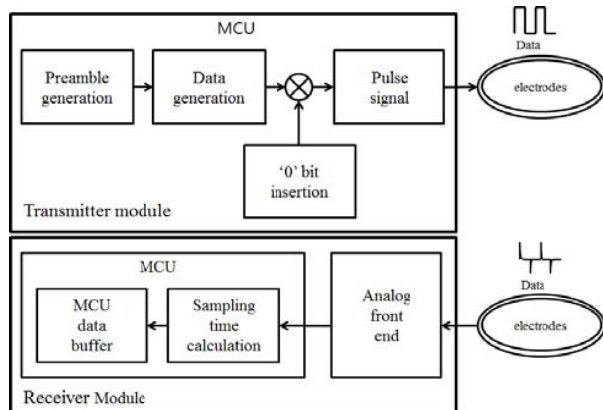 MCU
Data
Preamble
generation
Data
generation
Pulse
signal
electrodes
‘0’ bit
insertion
Transmitter module
MCU
Data
MCU
data
buffer
Sampling
time
calculation
Analog
front
end
electrodes
Receiver Module